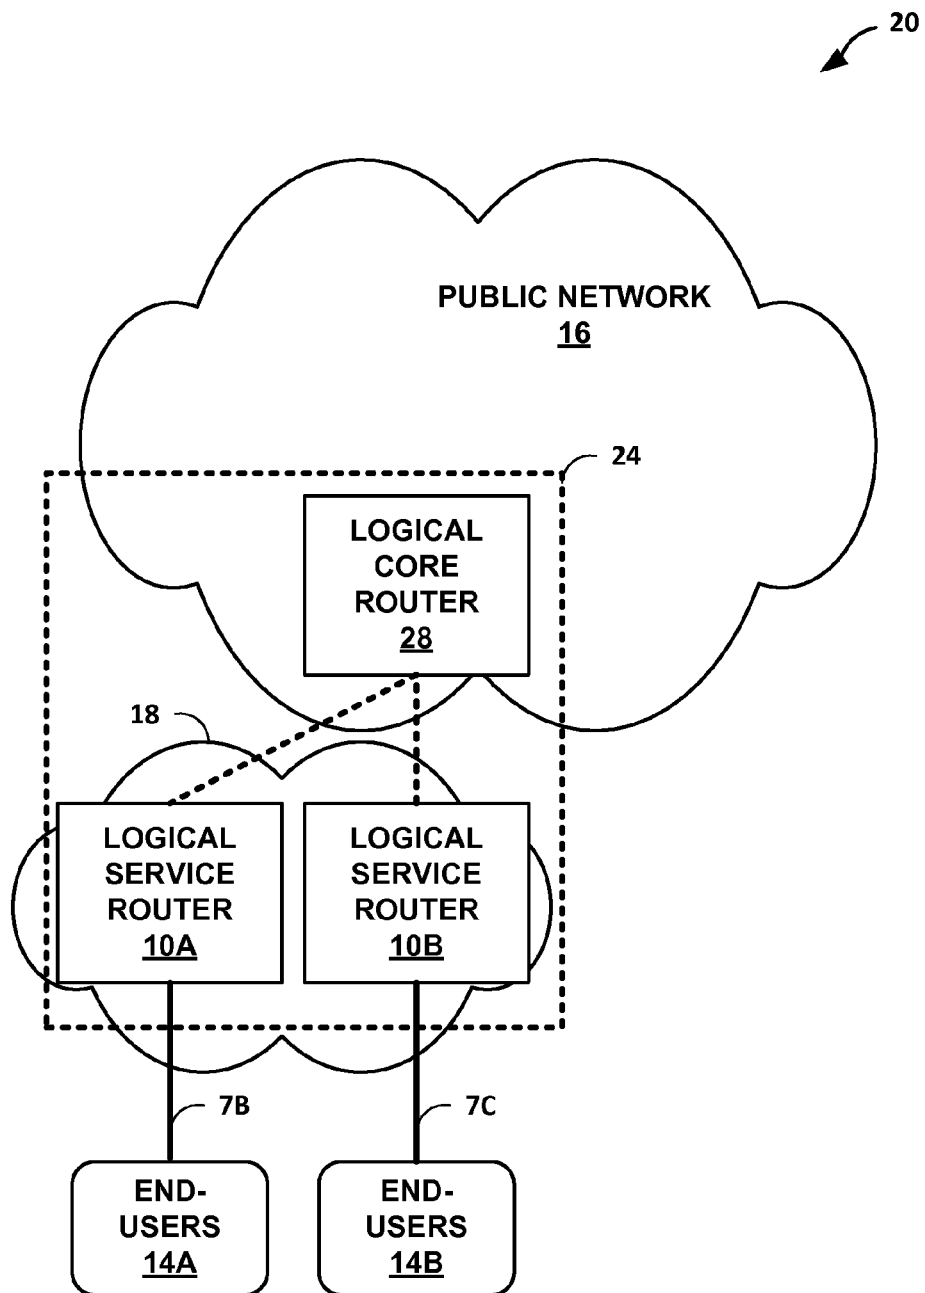 20
PUBLIC NETWORK
16
24
LOGICAL
CORE
ROUTER
28
18
LOGICAL
SERVICE
ROUTER
10A
LOGICAL
SERVICE
ROUTER
10B
7B
7C
END-
USERS
14A
END-
USERS
14B